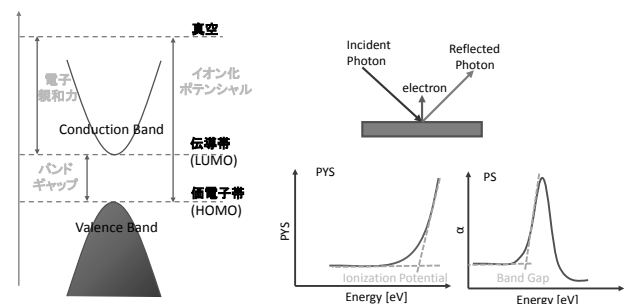 真空
電子
親和力
イオン化
ポテンシャル
Conduction Band
伝導帯
(LUMO)
バンド
ギャップ
価電子帯
(HOMO)
Valence Band
Incident
Photon
Reflected
Photon
electron
PYS
PYS
Ionization Potential
Energy [eV]
PS
α
Band Gap
Energy [eV]